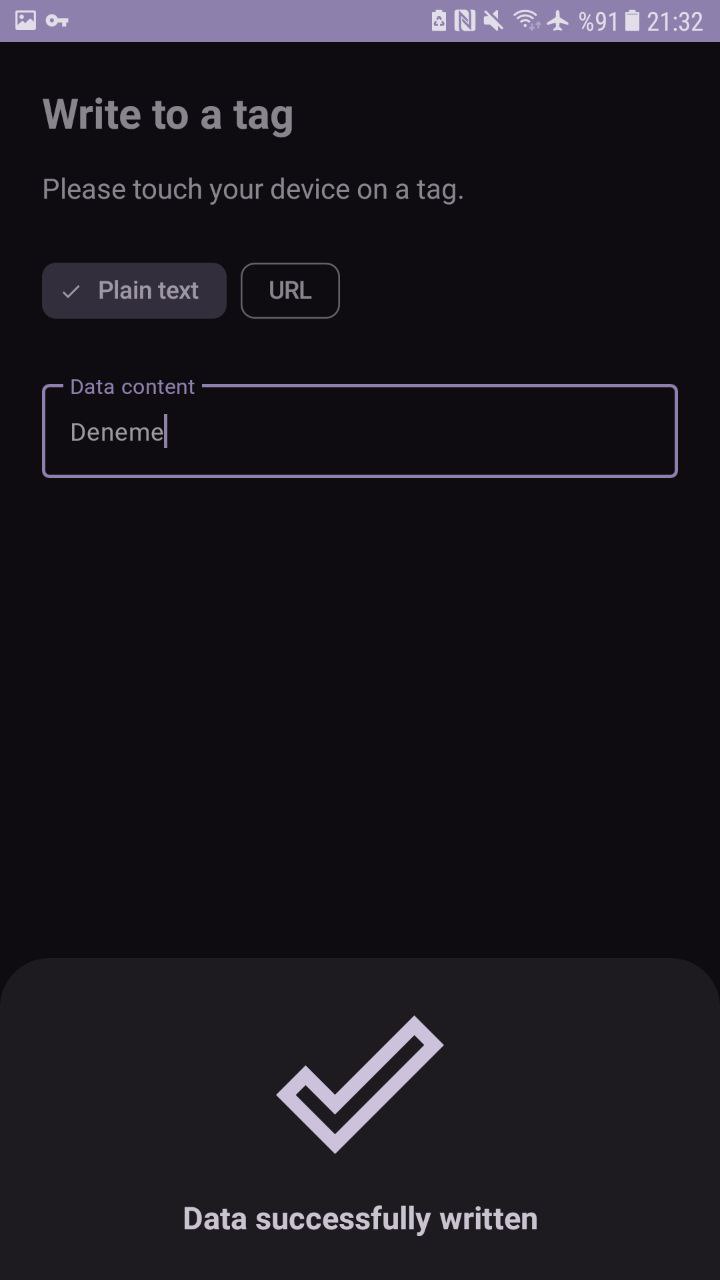 %91 21:32
Write to a tag
Please touch your device on a tag.
Plain text URL
Data content
Deneme
Data successfully written